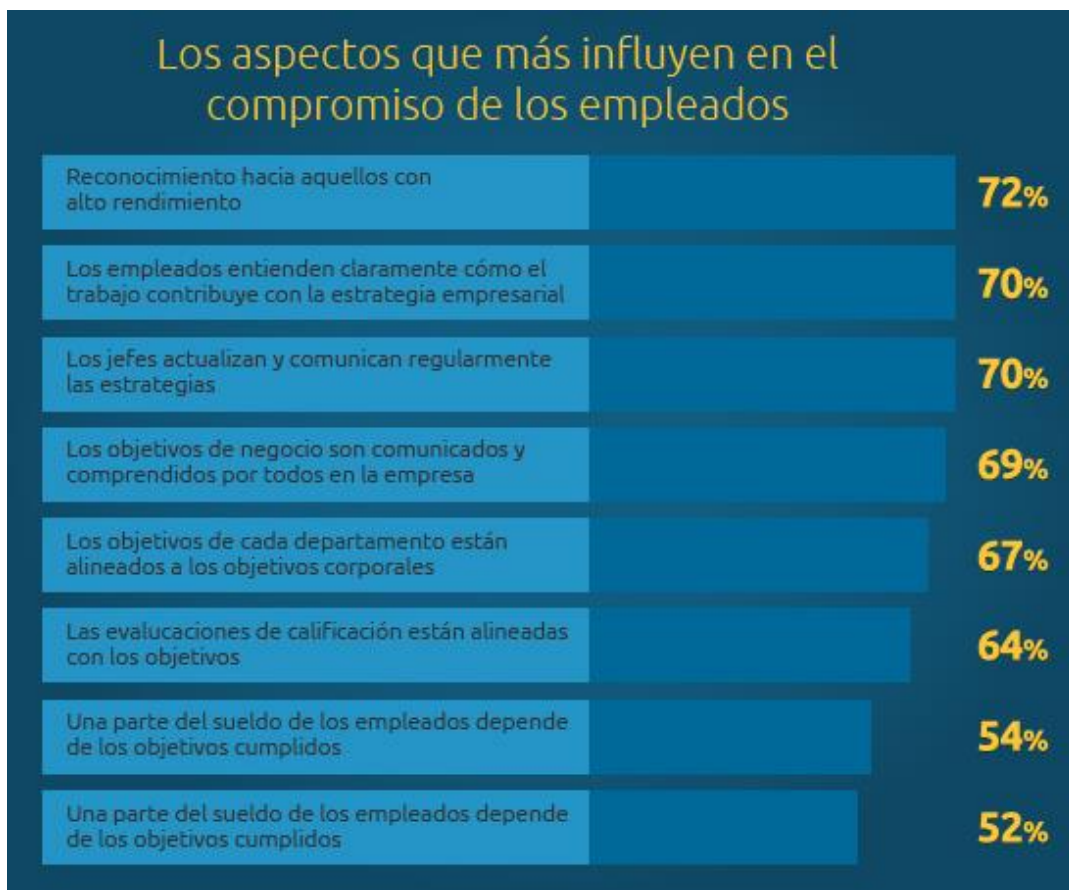 Los aspectos que más influyen en el
compromiso de los empleados
Reconocimiento hacia aquellos con
alto rendimiento
72%
Los empleados entienden claramente cómo el
trabajo contribuye con la estrategia empresarial
70%
Los jefes actualizan y comunican regularmente
las estrategias
70%
Los objetivos de negocio son comunicados y
comprendidos por todos en la empresa
69%
Los objetivos de cada departamento están
alineados a los objetivos corporales
67%
Las evalucaciones de calificación están alineadas
con los objetivos
64%
Una parte del sueldo de los empleados depende
de los objetivos cumplidos
54%
Una parte del sueldo de los empleados depende
de los objetivos cumplidos
52%